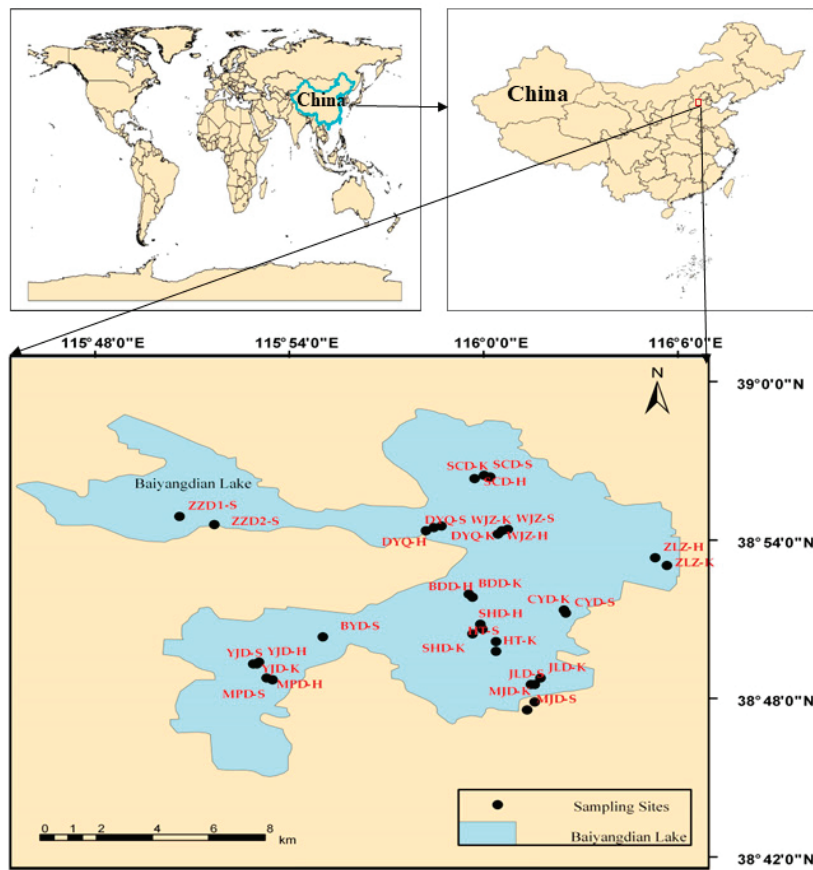 China
China
115°48'0"E
115°54'0"E
116°0'0"E
116°6'0"E
39°0'0"N
N
SCD-K
SCD-S
SCD-H
Baiyangdian Lake
ZZD1-S
ZZD2-S
DYQ-S
WJZ-K
WJZ-S
DYQ-H
DYQ-K
WJZ-H
38°54'0"N
ZLZ-H
ZLZ-K
BDD-H
BDD-K
CYD-K
CYD-S
SHD-H
BYD-S
HT-S
SHD-K
HT-K
YJD-S
YJD-H
YJD-K
JLD-S
JLD-K
MPD-S
MPD-H
MJD-K
MJD-S
38°48'0"N
Sampling Sites
Baiyangdian Lake
0 1 2 4 6 8
km
38°42'0"N